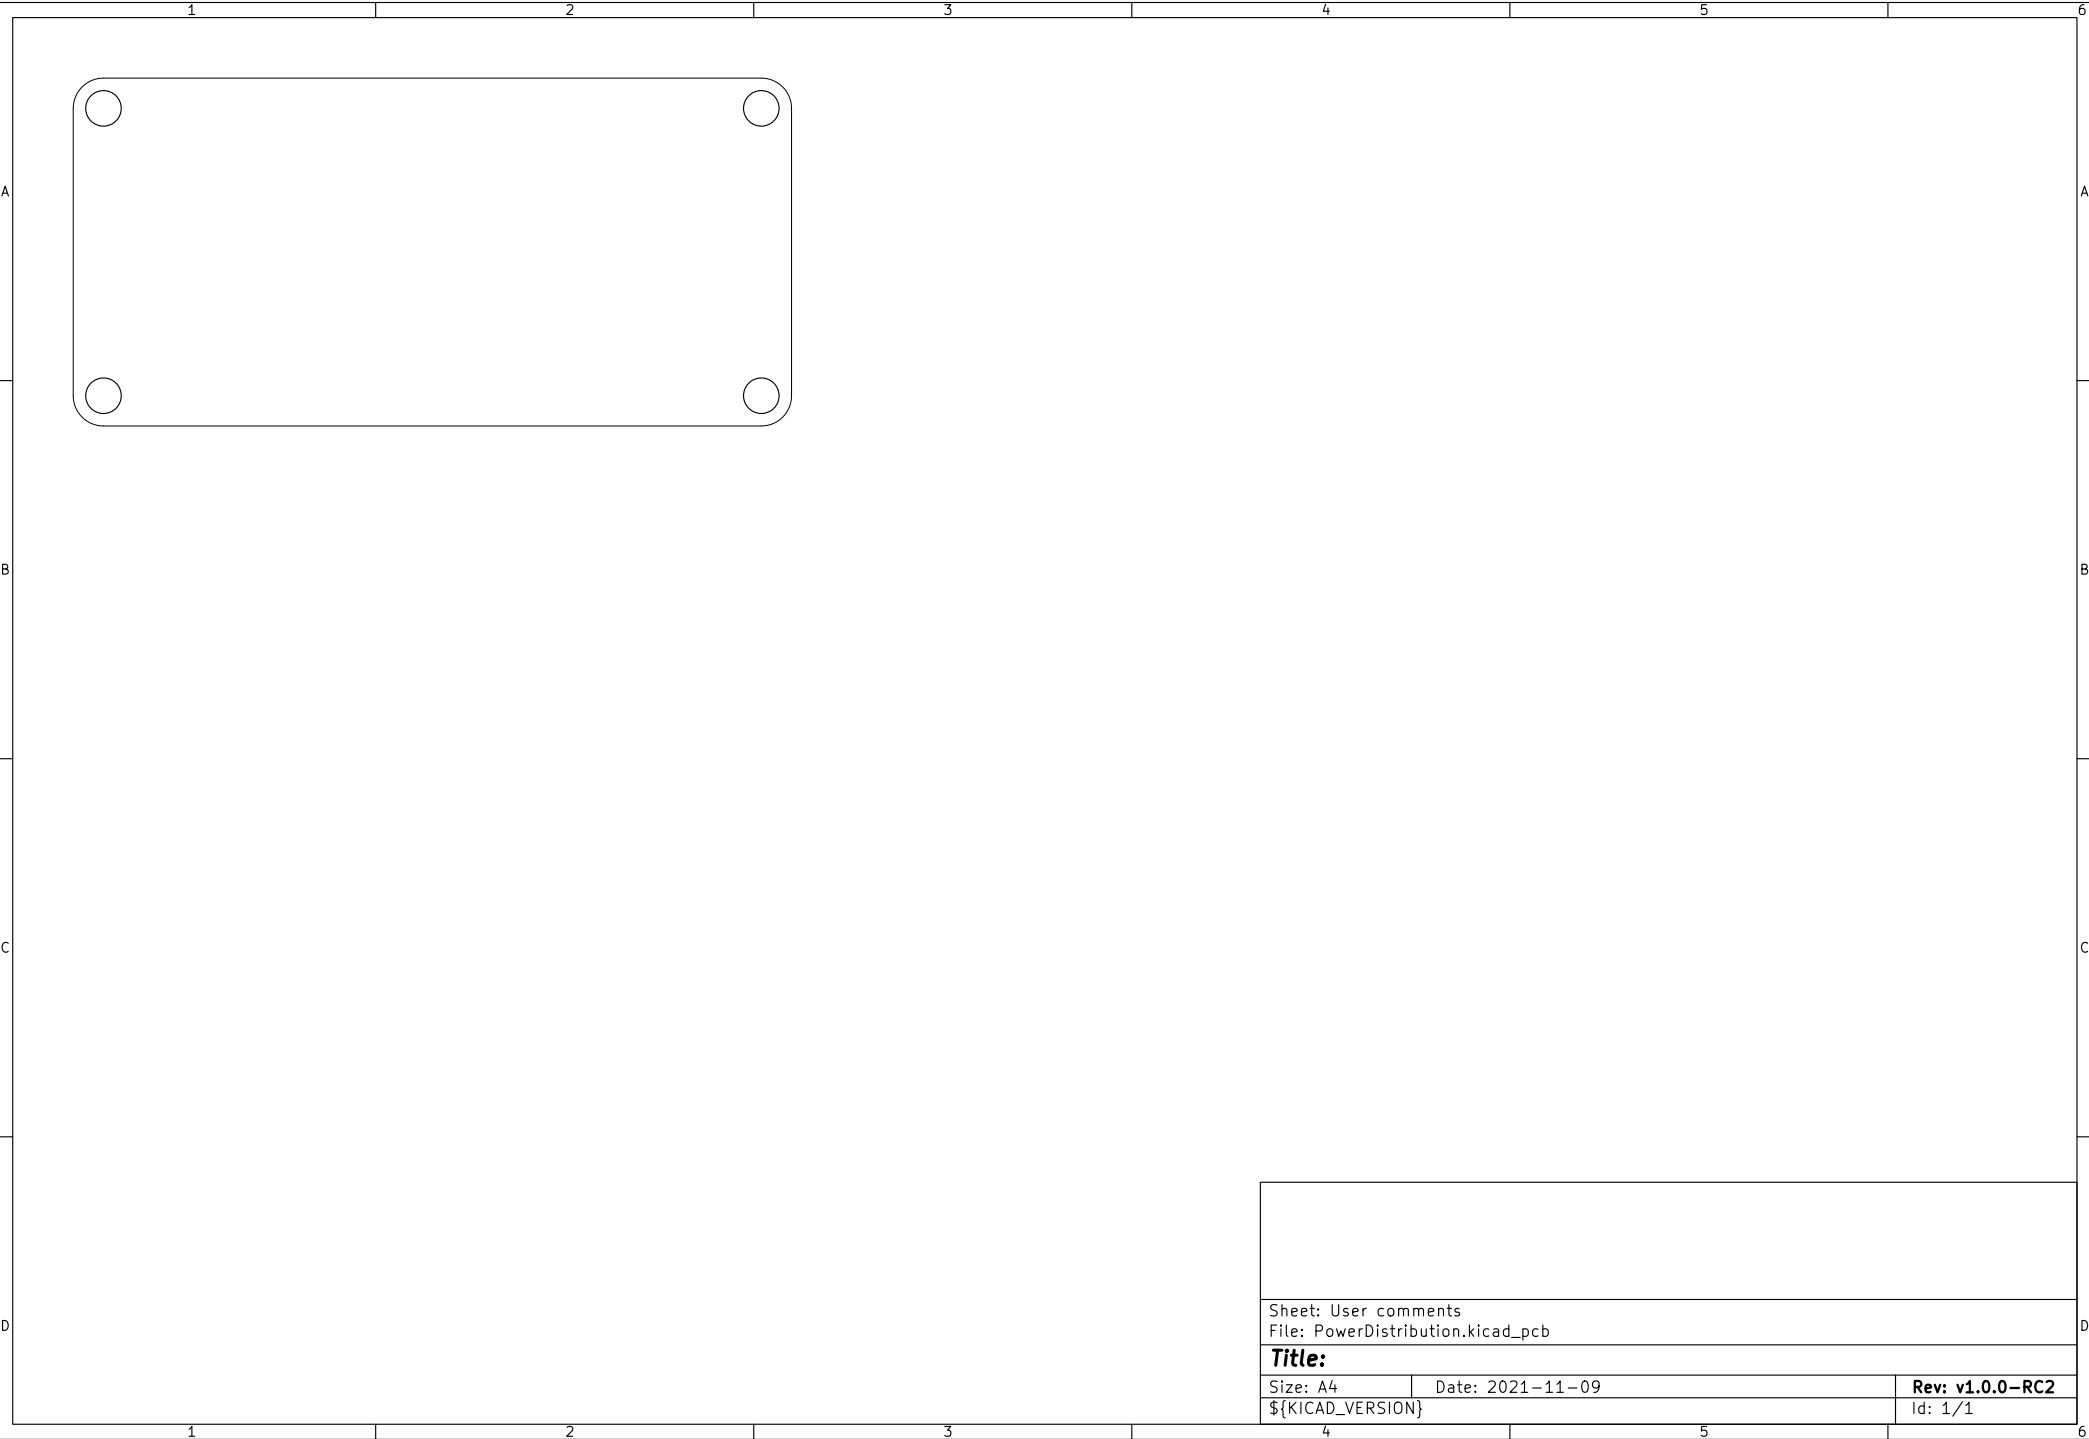 1 2 3 4 5 6
A A
B B
C C
Sheet: User comments
D D
File: PowerDistribution.kicad_pcb
Title:
Size: A4 Date: 2021-11-09 Rev: v1.0.0-RC2
${KICAD_VERSION} Id: 1/1
1 2 3 4 5 6